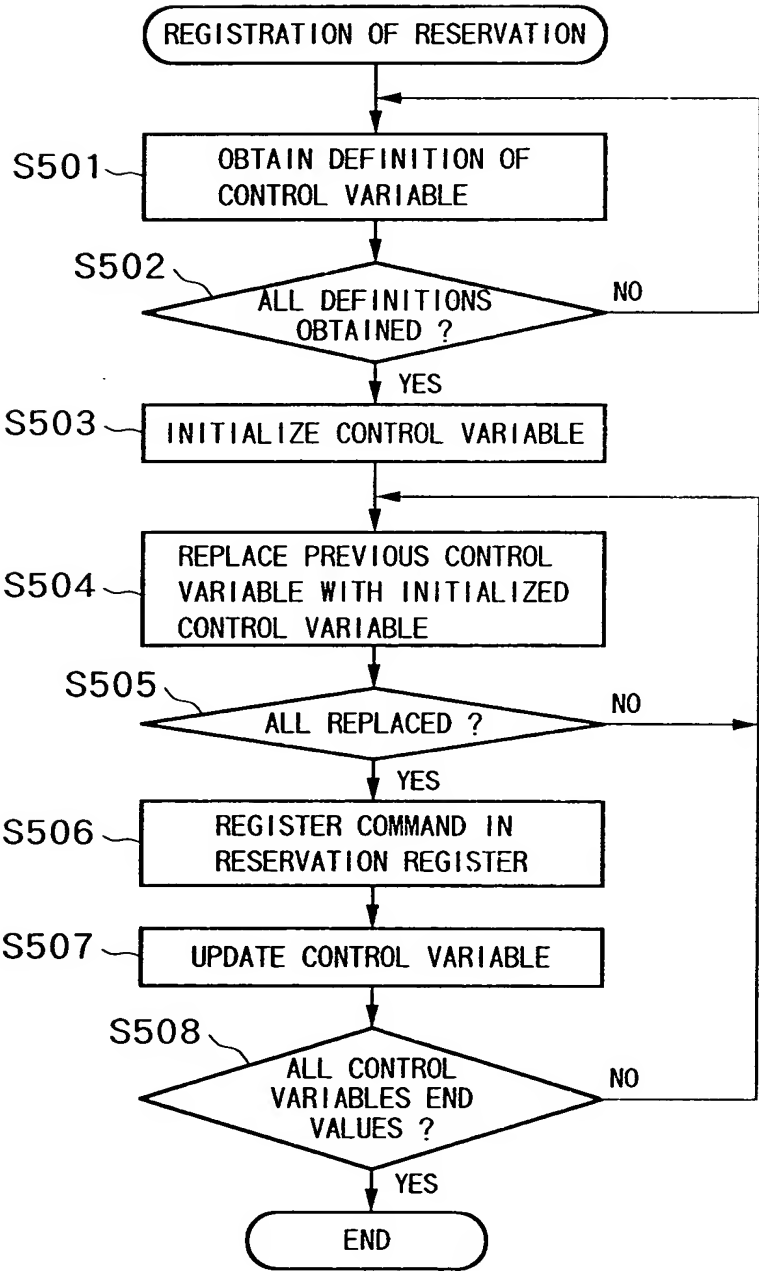 REGISTRATION OF RESERVATION
S501
OBTAIN DEFINITION OF
CONTROL VARIABLE
S502
ALL DEFINITIONS
OBTAINED ?
NO
YES
S503
INITIALIZE CONTROL VARIABLE
S504
REPLACE PREVIOUS CONTROL
VARIABLE WITH INITIALIZED
CONTROL VARIABLE
S505
ALL REPLACED ?
NO
YES
S506
REGISTER COMMAND IN
RESERVATION REGISTER
S507
UPDATE CONTROL VARIABLE
S508
ALL CONTROL
VARIABLES END
VALUES ?
NO
YES
END